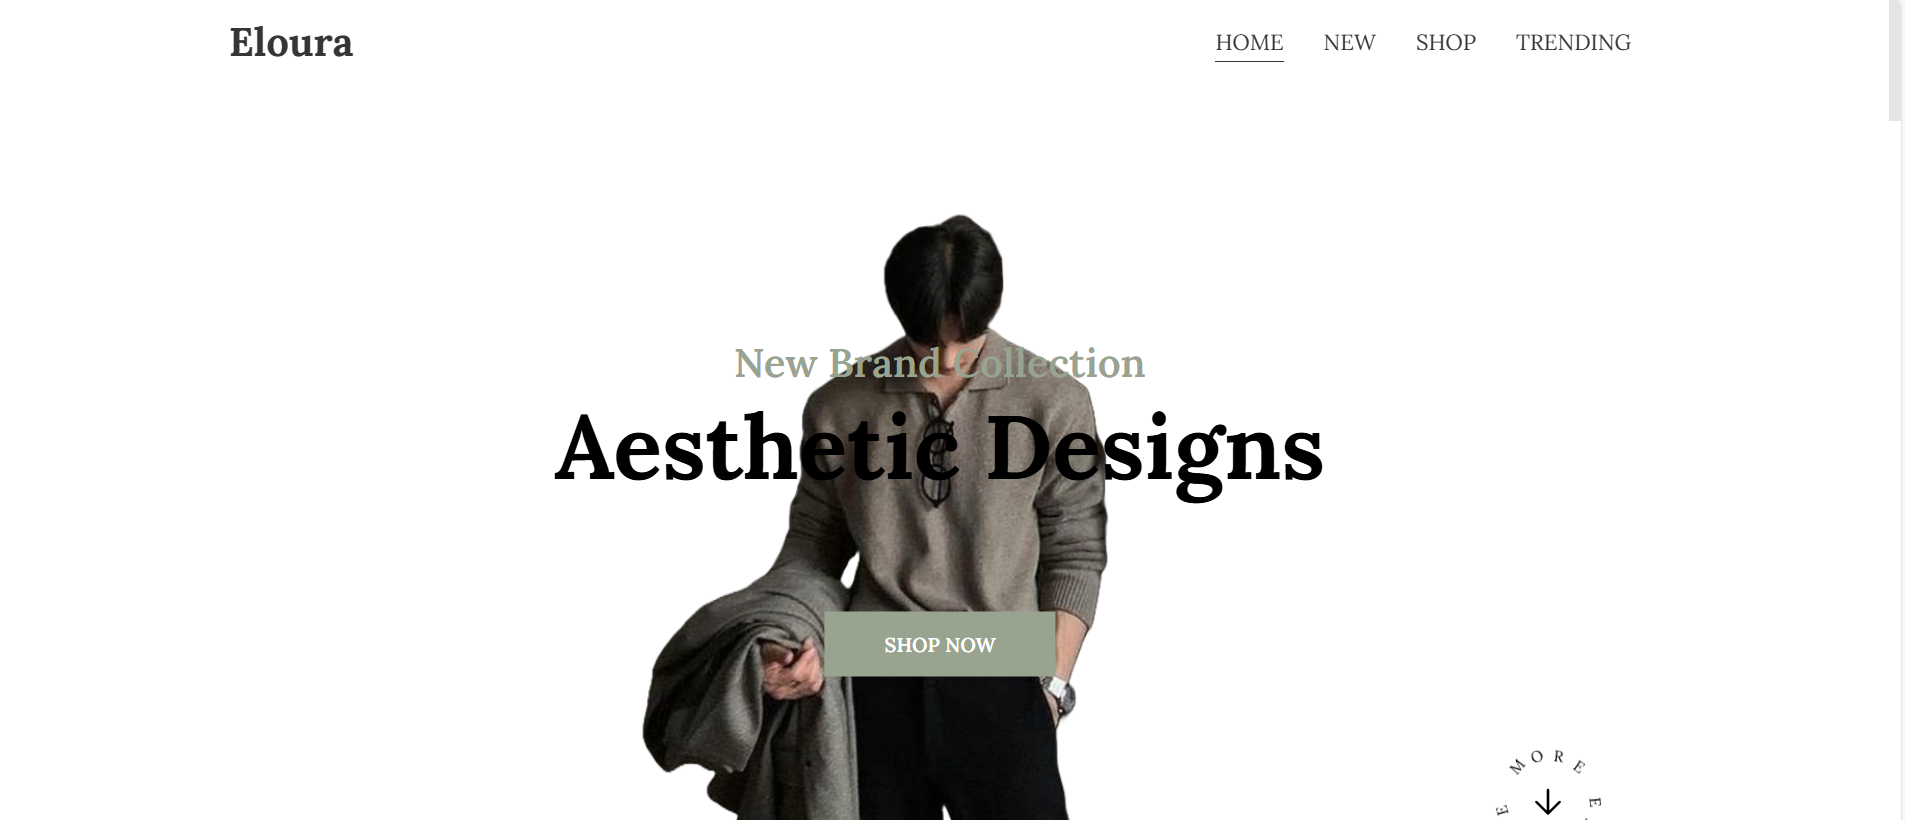 Eloura
HOME NEW SHOP TRENDING
New Brand Collection
Aesthetic Designs
SHOP NOW
MORE